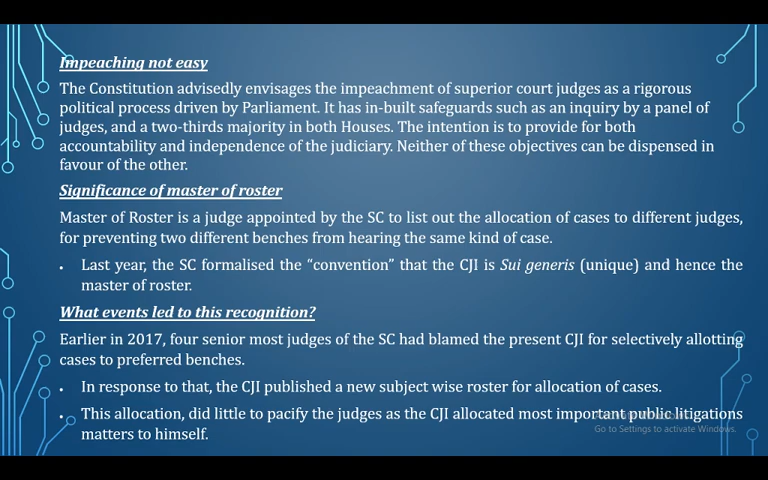 Impeaching not easy
The Constitution advisedly envisages the impeachment of superior court judges as a rigorous
political process driven by Parliament. It has in-built safeguards such as an inquiry by a panel of
judges, and a two-thirds majority in both Houses. The intention is to provide for both
accountability and independence of the judiciary. Neither of these objectives can be dispensed in
favour of the other.
Significance of master of roster
Master of Roster is a judge appointed by the SC to list out the allocation of cases to different judges,
for preventing two different benches from hearing the same kind of case.
• Last year, the SC formalised the “convention” that the CJI is Sui generis (unique) and hence the
master of roster.
What events led to this recognition?
Earlier in 2017, four senior most judges of the SC had blamed the present CJI for selectively allotting
cases to preferred benches.
• In response to that, the CJI published a new subject wise roster for allocation of cases.
• This allocation, did little to pacify the judges as the CJI allocated most important public litigations
matters to himself.
Go to Settings to activate Windows.